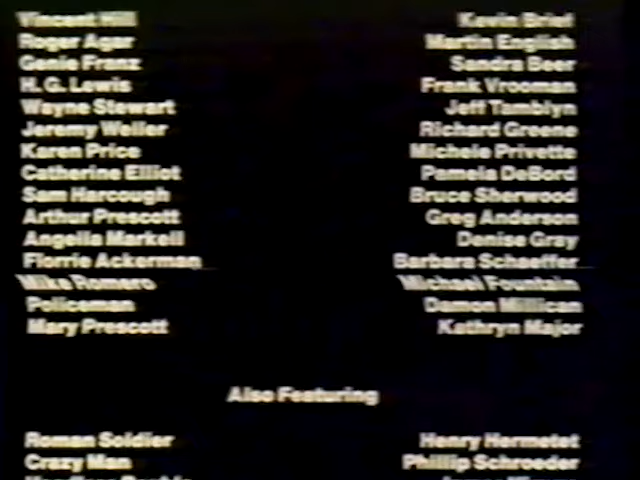 Vincent Hill Kevin Brief
Roger Agar Martin English
Genie Franz Sandra Beer
H. G. Lewis Frank Vrooman
Wayne Stewart Jeff Tamblyn
Jeremy Weller Richard Greene
Karen Price Michele Privette
Catherine Elliot Pamela DeBord
Sam Harcough Bruce Sherwood
Arthur Prescott Greg Anderson
Angella Markell Denise Gray
Florrie Ackerman Barbara Schaeffer
Mike Romero Michael Fountain
Policeman Damon Millican
Mary Prescott Kathryn Major
Also Featuring
Roman Soldier Henry Hermetet
Crazy Man Phillip Schroeder